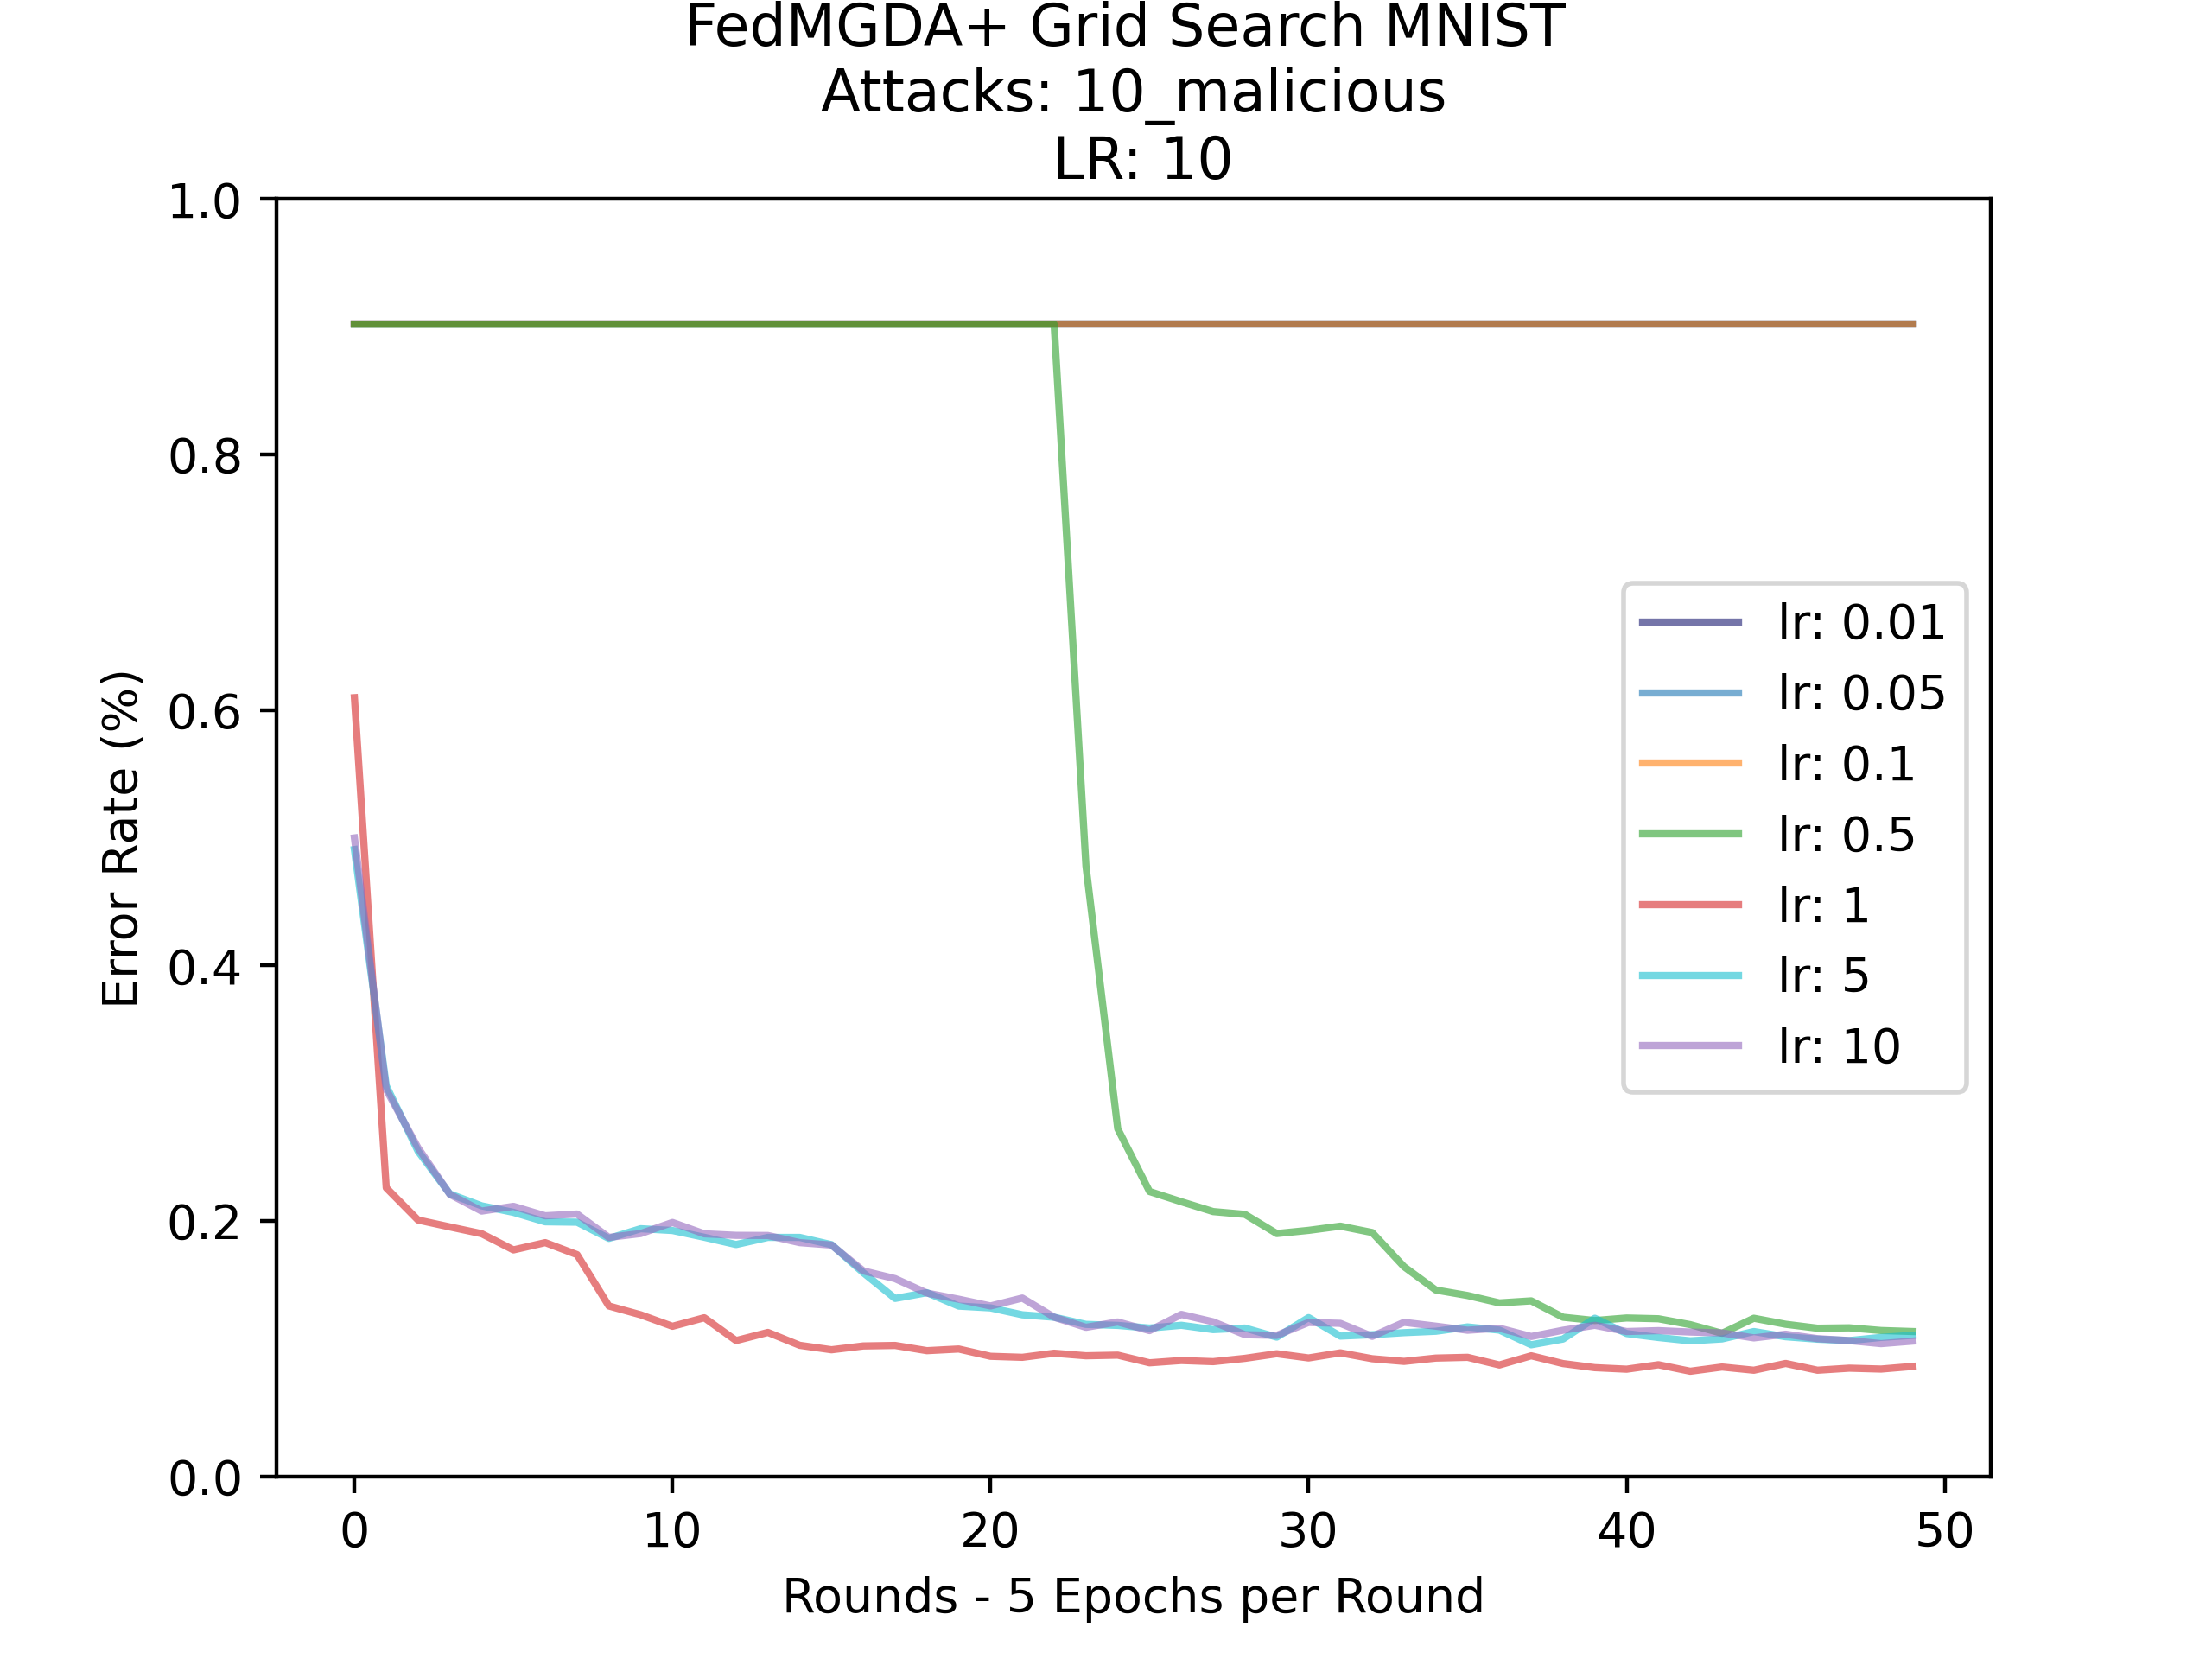 FedMGDA+ Grid Search MNIST
Attacks: 10_malicious
LR: 10
1.0
0.8
0.6
0.4
0.2
0.0
Error Rate (%)
lr: 0.01
lr: 0.05
lr: 0.1
lr: 0.5
lr: 1
lr: 5
lr: 10
0 10 20 30 40 50
Rounds - 5 Epochs per Round